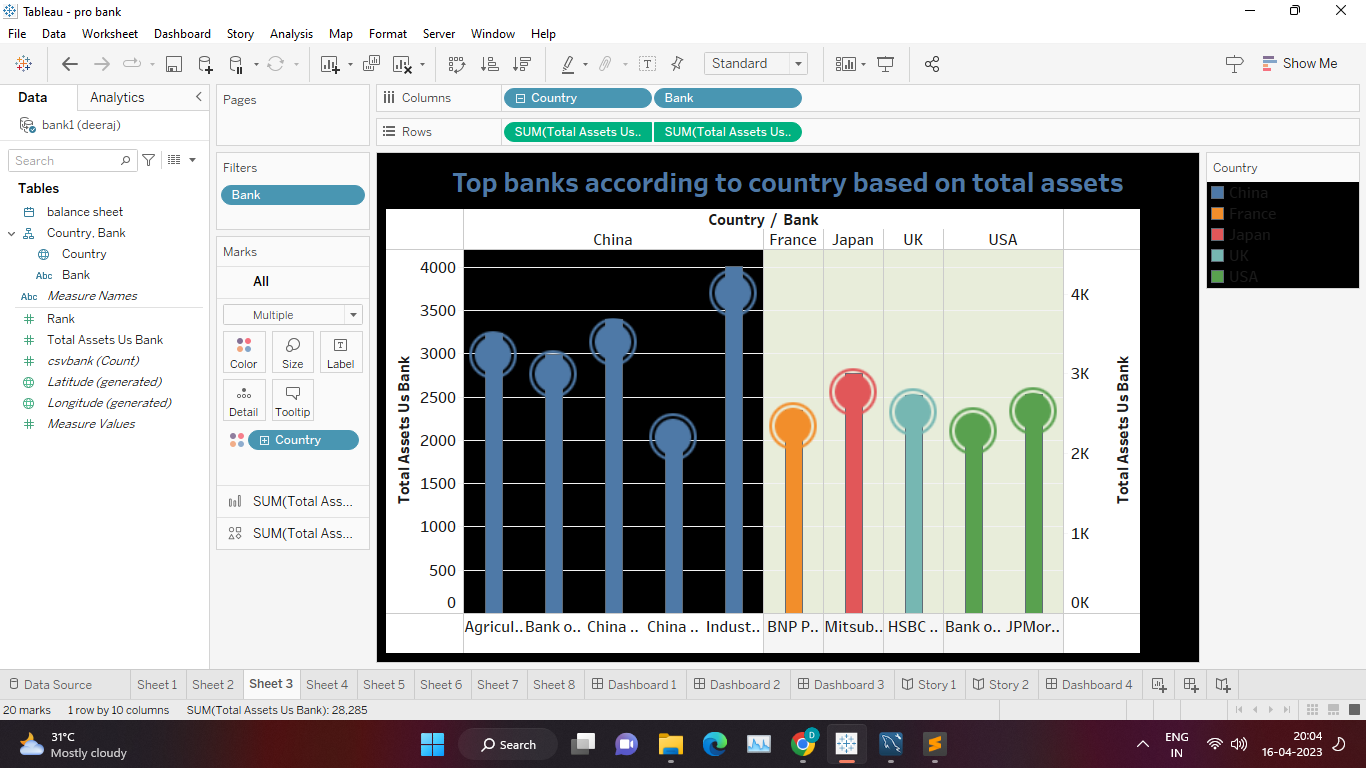 Tableau - pro bank
File Data Worksheet Dashboard Story Analysis Map Format Server Window Help
Standard
Show Me
Data Analytics
bank1 (deeraj)
Search
Tables
balance sheet
Country, Bank
Country
Abc Bank
Abc Measure Names
Rank
Total Assets Us Bank
csvbank (Count)
Latitude (generated)
Longitude (generated)
Measure Values
Pages
Filters
Bank
Marks
All
Multiple
Color Size Label
Detail Tooltip
Country
SUM(Total Ass...
SUM(Total Ass...
Columns Country Bank
Rows SUM(Total Assets Us.. SUM(Total Assets Us..
Top banks according to country based on total assets
Country / Bank
China France Japan UK USA
Total Assets Us Bank
4000
3500
3000
2500
2000
1500
1000
500
0
4K
3K
2K
1K
0K
Total Assets Us Bank
Agricul.. Bank o.. China .. China .. Indust.. BNP P.. Mitsub.. HSBC .. Bank o.. JPMor..
Country
China
France
Japan
UK
USA
Data Source Sheet 1 Sheet 2 Sheet 3 Sheet 4 Sheet 5 Sheet 6 Sheet 7 Sheet 8 Dashboard 1 Dashboard 2 Dashboard 3 Story 1 Story 2 Dashboard 4
20 marks 1 row by 10 columns SUM(Total Assets Us Bank): 28,285
31°C
Mostly cloudy
Search
D
ENG
IN
20:04
16-04-2023